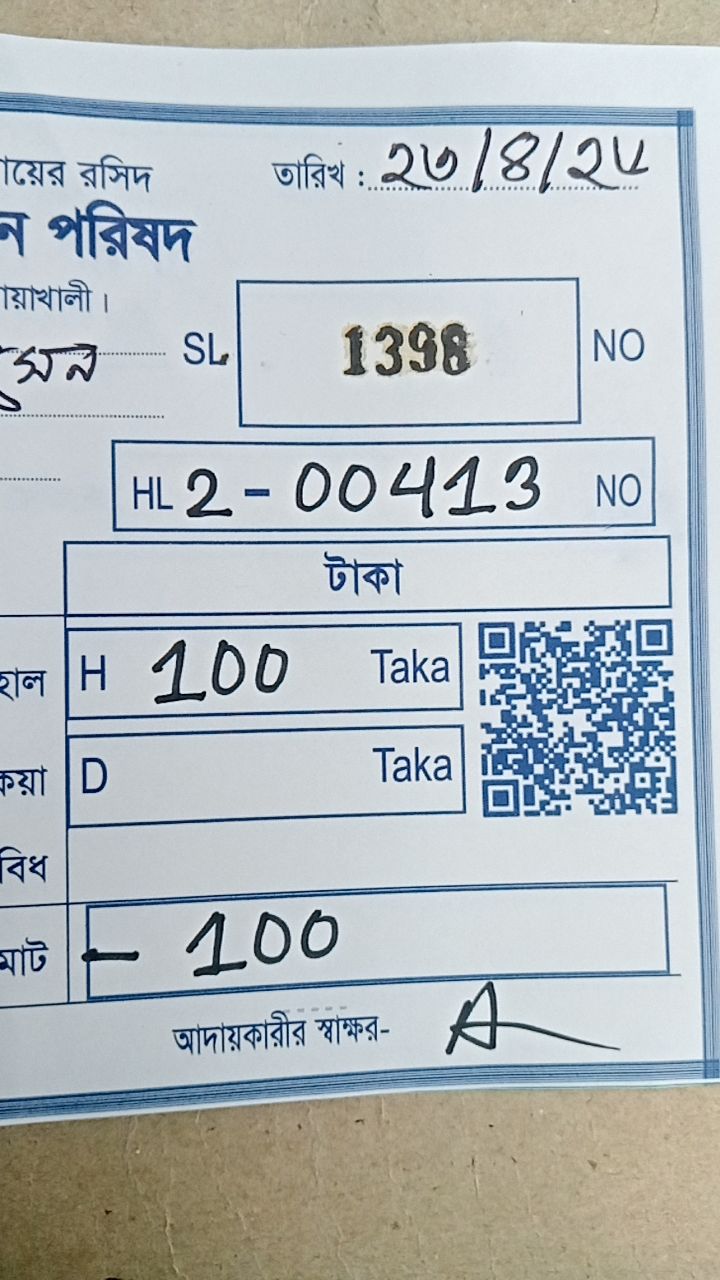 ায়ের রসিদ তারিখ : ২৩/৪/২৫
ন পরিষদ
ায়াখালী।
SL 1398 NO
সেন
HL 2-00413 NO
টাকা
হাল H 100 Taka
কেয়া D Taka
বিধ
মোট - 100
আদায়কারীর স্বাক্ষর-